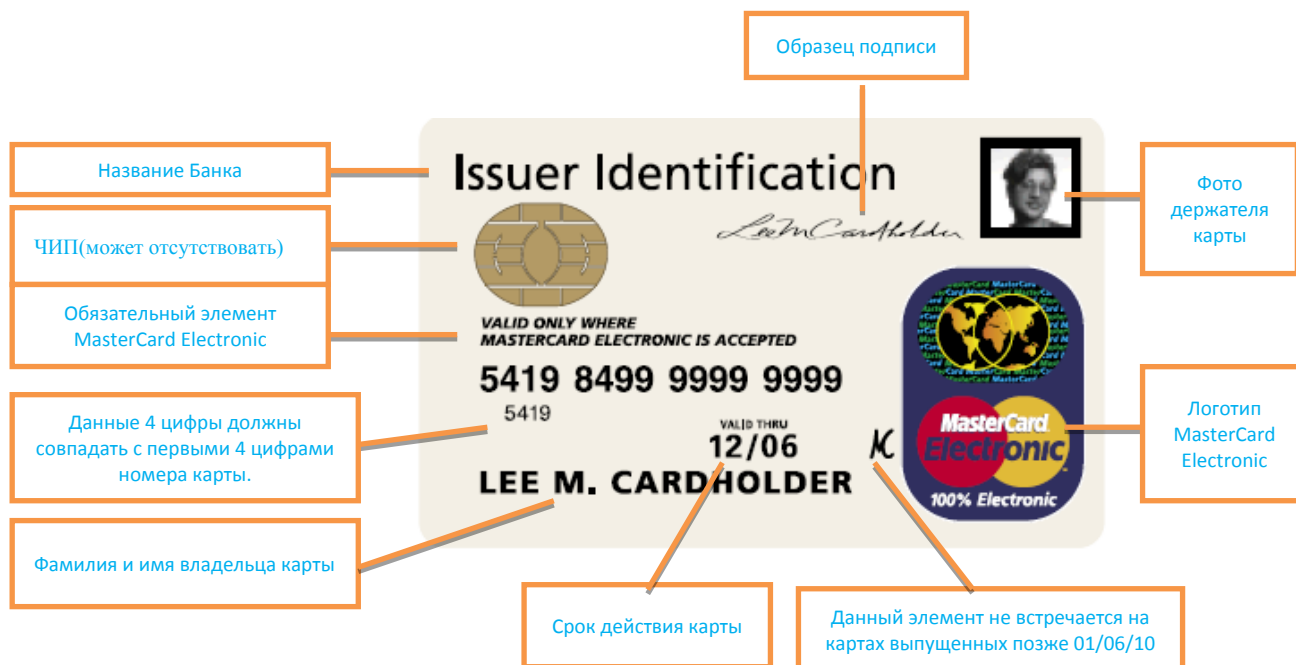 Образец подписи
Название Банка
Issuer Identification
Фото
держателя
карты
ЧИП(может отсутствовать)
Lee M Cardholder
Обязательный элемент
MasterCard Electronic
VALID ONLY WHERE
MASTERCARD ELECTRONIC IS ACCEPTED
5419 8499 9999 9999
5419
Данные 4 цифры должны
совпадать с первыми 4 цифрами
номера карты.
VALID THRU
12/06
MC
LEE M. CARDHOLDER
MasterCard
Electronic
100% Electronic
Логотип
MasterCard
Electronic
Фамилия и имя владельца карты
Срок действия карты
Данный элемент не встречается на
картах выпущенных позже 01/06/10